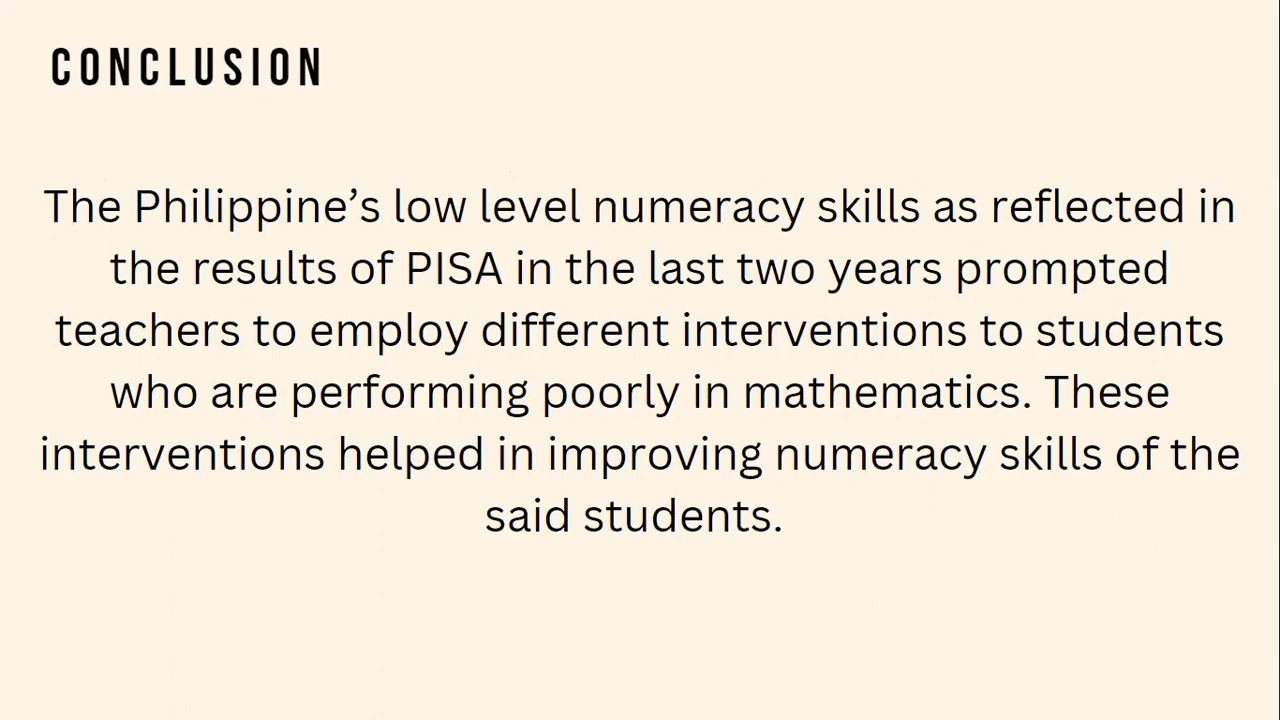 CONCLUSION
The Philippine’s low level numeracy skills as reflected in
the results of PISA in the last two years prompted
teachers to employ different interventions to students
who are performing poorly in mathematics. These
interventions helped in improving numeracy skills of the
said students.